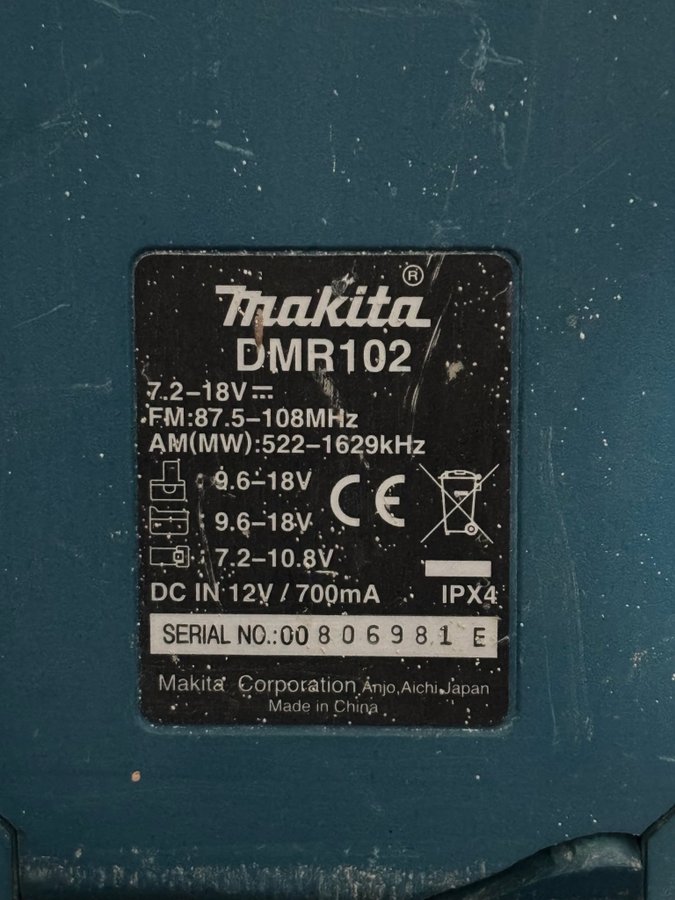 makita®
DMR102
7.2–18V⎓
FM:87.5–108MHz
AM(MW):522–1629kHz
: 9.6–18V
: 9.6–18V
: 7.2–10.8V
CE
DC IN 12V / 700mA IPX4
SERIAL NO.:00806981 E
Makita Corporation Anjo,Aichi,Japan
Made in China